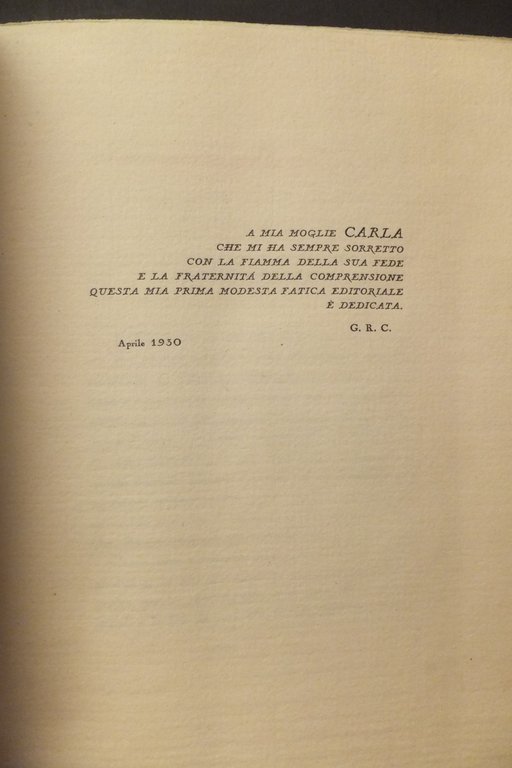 A MIA MOGLIE CARLA
CHE MI HA SEMPRE SORRETTO
CON LA FIAMMA DELLA SUA FEDE
E LA FRATERNITÁ DELLA COMPRENSIONE
QUESTA MIA PRIMA MODESTA FATICA EDITORIALE
È DEDICATA.
G. R. C.
Aprile 1930